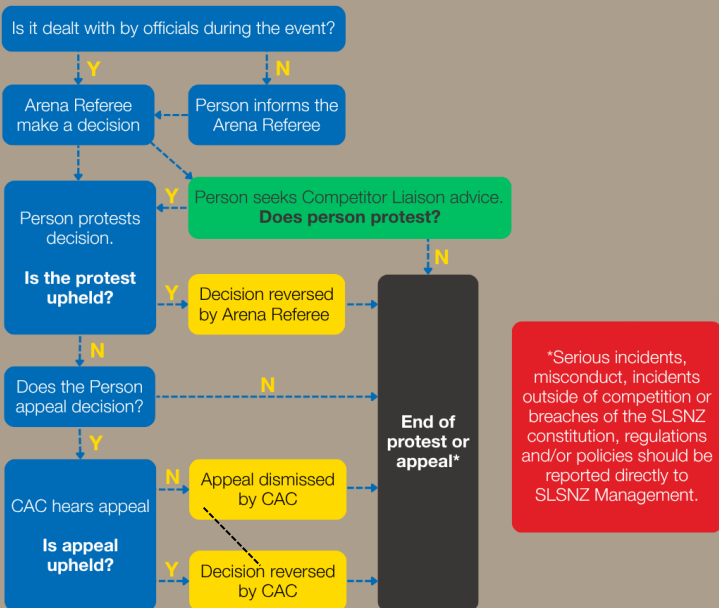 Is it dealt with by officials during the event?
Y
N
Arena Referee
make a decision
Person informs the
Arena Referee
Person seeks Competitor Liaison advice.
Does person protest?
Y
N
Person protests
decision.
Is the protest
upheld?
Y
Decision reversed
by Arena Referee
N
Does the Person
appeal decision?
N
Y
End of
protest or
appeal*
*Serious incidents,
misconduct, incidents
outside of competition or
breaches of the SLSNZ
constitution, regulations
and/or policies should be
reported directly to
SLSNZ Management.
CAC hears appeal
Is appeal
upheld?
N
Appeal dismissed
by CAC
Y
Decision reversed
by CAC